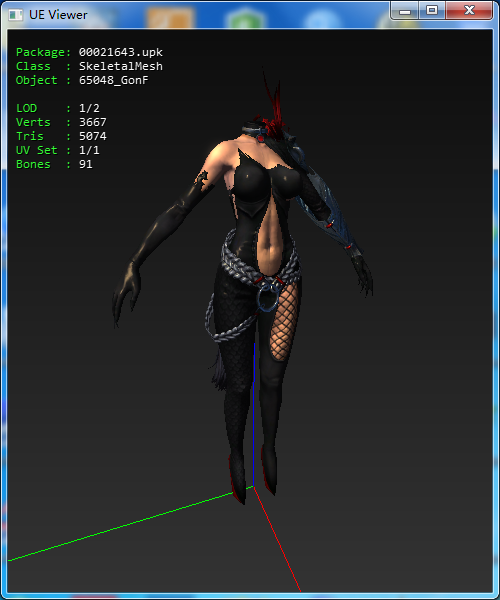 UE Viewer
Package: 00021643.upk
Class : SkeletalMesh
Object : 65048_GonF
LOD : 1/2
Verts : 3667
Tris : 5074
UV Set : 1/1
Bones : 91